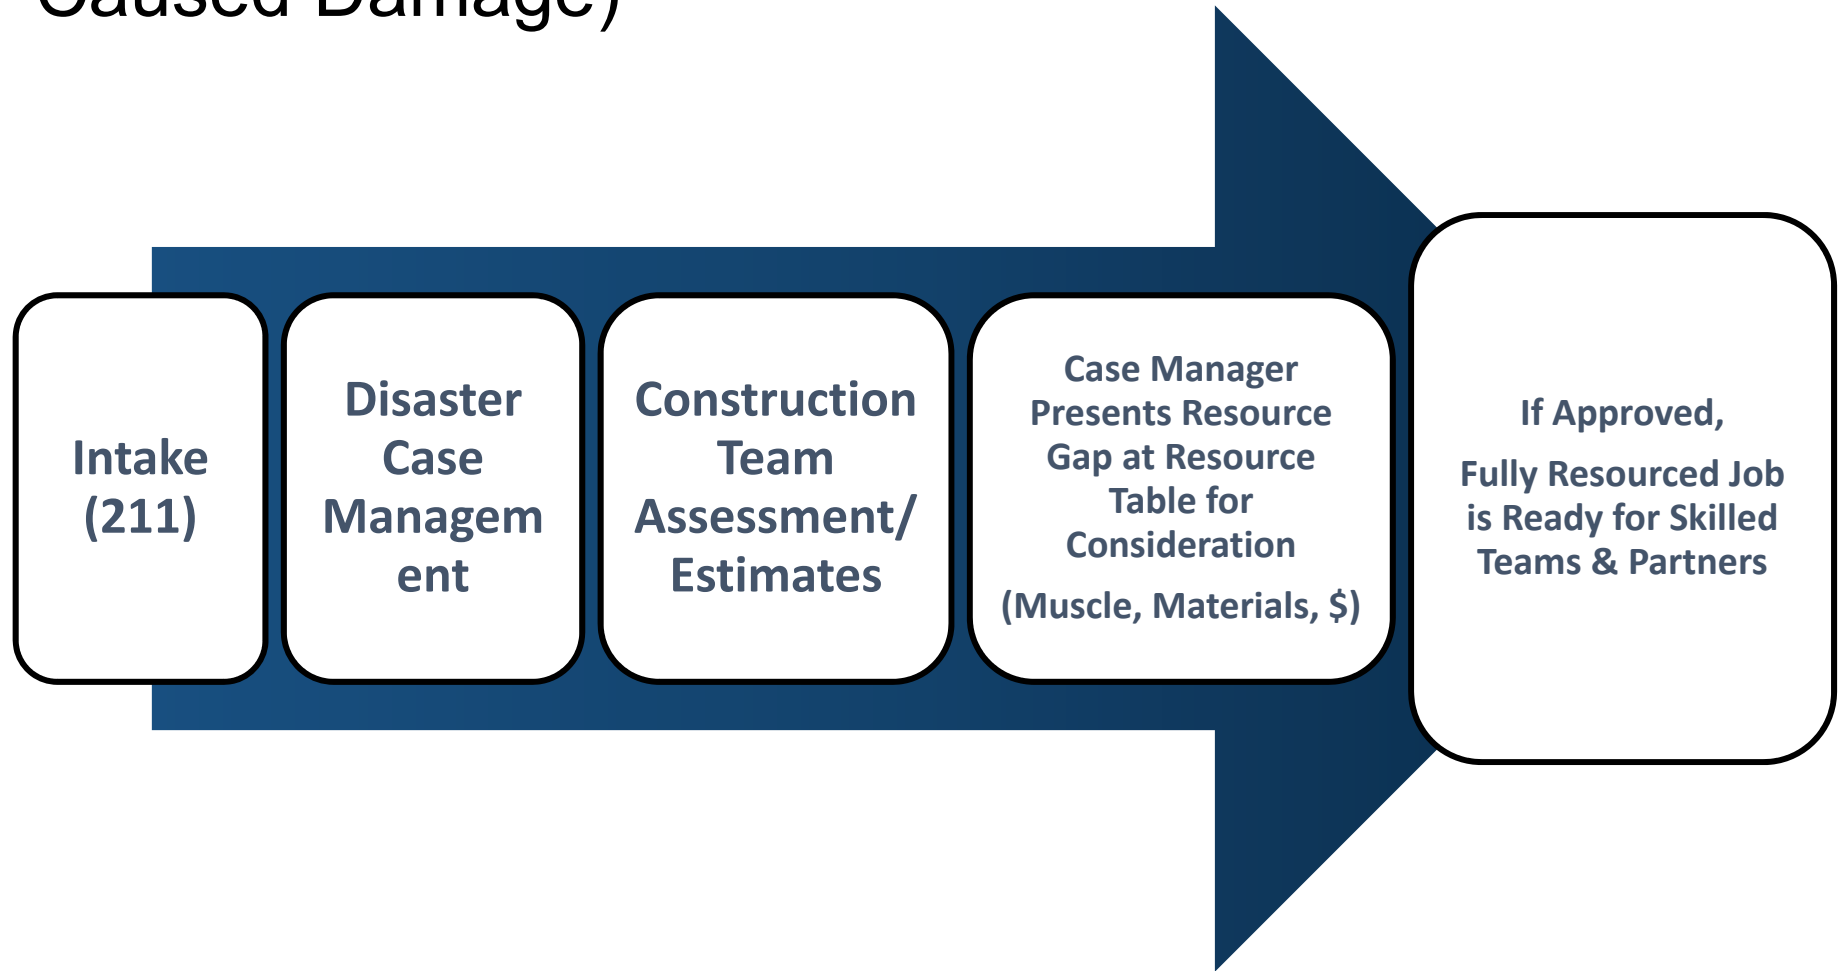 Caused Damage)
Intake
(211)
Disaster
Case
Managem
ent
Construction
Team
Assessment/
Estimates
Case Manager
Presents Resource
Gap at Resource
Table for
Consideration
(Muscle, Materials, $)
If Approved,
Fully Resourced Job
is Ready for Skilled
Teams & Partners